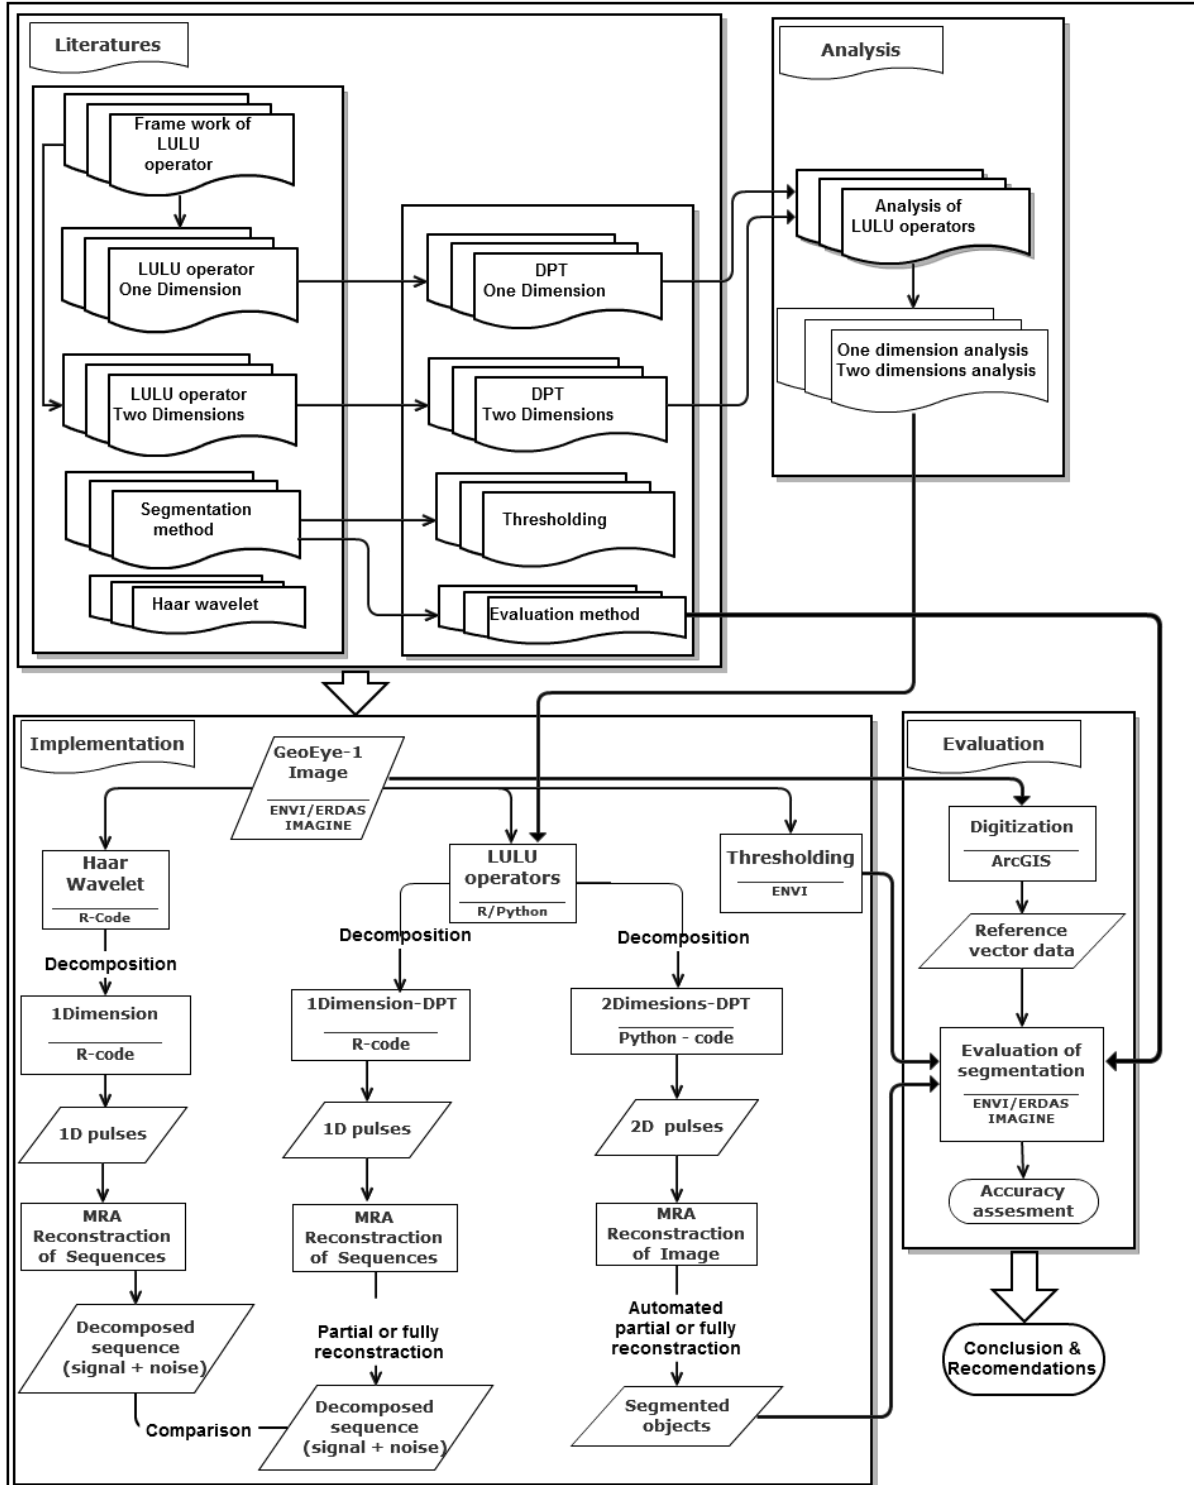 Literatures
Frame work of
LULU
operator
LULU operator
One Dimension
LULU operator
Two Dimensions
Segmentation
method
Haar wavelet
DPT
One Dimension
DPT
Two Dimensions
Thresholding
Evaluation method
Analysis
Analysis of
LULU operators
One dimension analysis
Two dimensions analysis
Implementation
GeoEye-1
Image
ENVI/ERDAS
IMAGINE
Haar
Wavelet
R-Code
Decomposition
1Dimension
R-code
1D pulses
MRA
Reconstraction
of Sequences
Decomposed
sequence
(signal + noise)
Comparison
LULU
operators
R/Python
Decomposition
1Dimension-DPT
R-code
1D pulses
MRA
Reconstraction
of Sequences
Partial or fully
reconstraction
Decomposed
sequence
(signal + noise)
Decomposition
2Dimesions-DPT
Python - code
2D pulses
MRA
Reconstraction
of Image
Automated
partial or fully
reconstraction
Segmented
objects
Thresholding
ENVI
Evaluation
Digitization
ArcGIS
Reference
vector data
Evaluation of
segmentation
ENVI/ERDAS
IMAGINE
Accuracy
assesment
Conclusion &
Recomendations